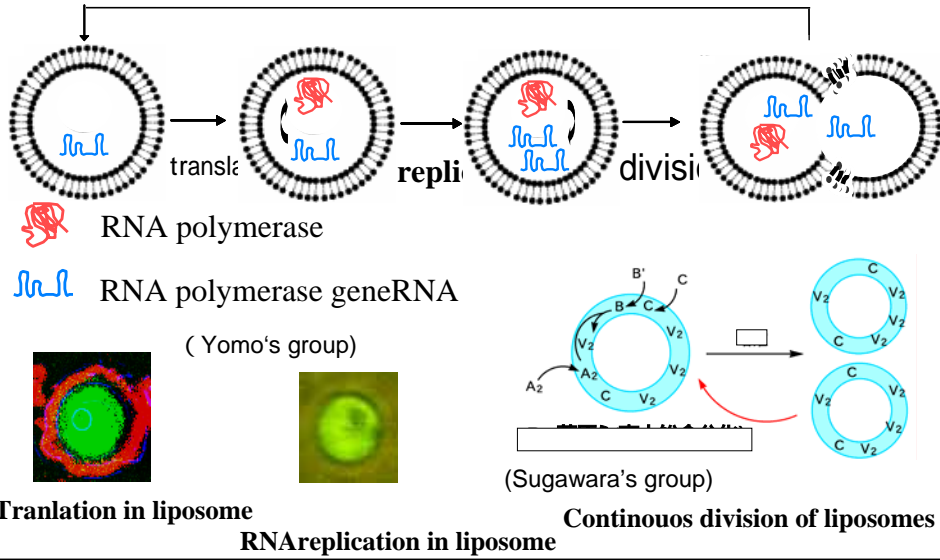 RNA polymerase
RNA polymerase geneRNA
( Yomo‘s group)
B'
C
B C
V2
V2
A2
V2
A2
C
V2
C
V2
V2
V2
C
V2
C
V2
V2
C
V2
(Sugawara’s group)
Tranlation in liposome
RNAreplication in liposome
Continouos division of liposomes